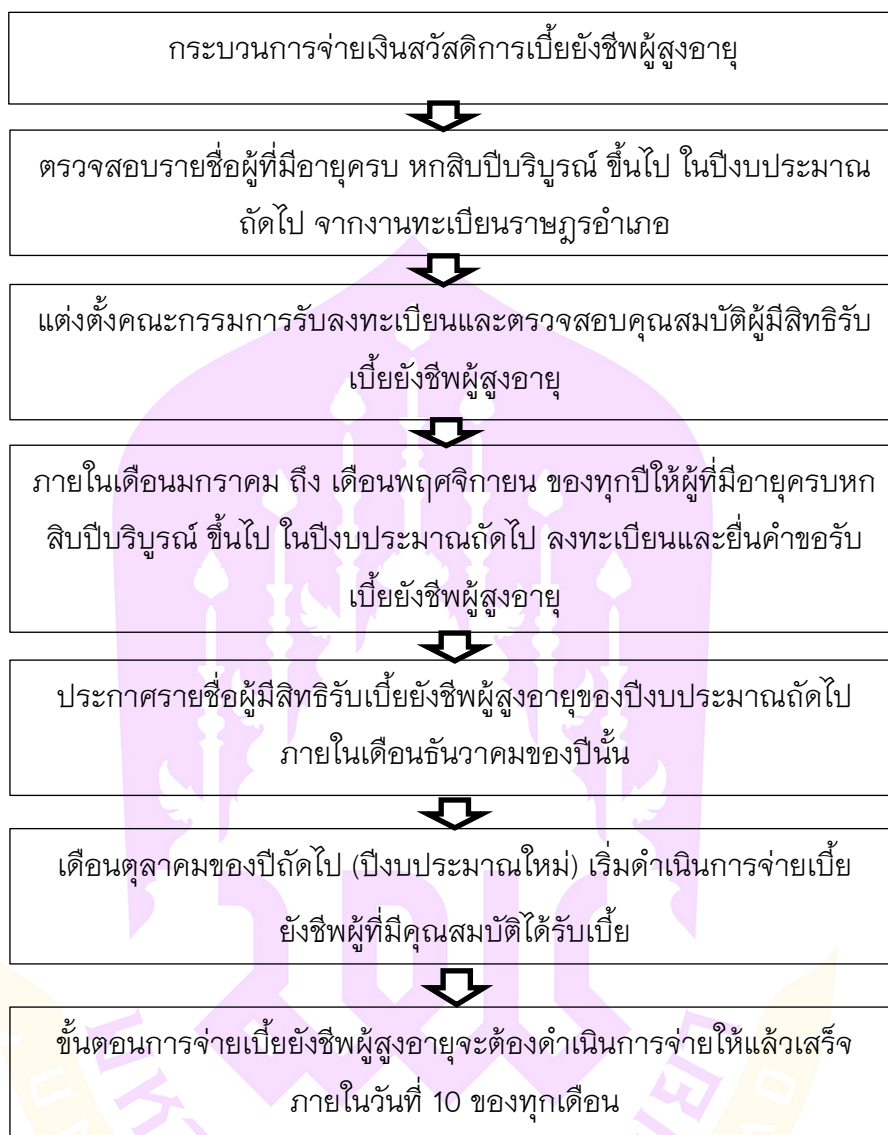 กระบวนการจ่ายเงินสวัสดิการเบี้ยยังชีพผู้สูงอายุ
ตรวจสอบรายชื่อผู้ที่มีอายุครบ หกสิบปีบริบูรณ์ ขึ้นไป ในปีงบประมาณ
ถัดไป จากงานทะเบียนราษฎรอำเภอ
แต่งตั้งคณะกรรมการรับลงทะเบียนและตรวจสอบคุณสมบัติผู้มีสิทธิรับ
เบี้ยยังชีพผู้สูงอายุ
ภายในเดือนมกราคม ถึง เดือนพฤศจิกายน ของทุกปีให้ผู้ที่มีอายุครบหก
สิบปีบริบูรณ์ ขึ้นไป ในปีงบประมาณถัดไป ลงทะเบียนและยื่นคำขอรับ
เบี้ยยังชีพผู้สูงอายุ
ประกาศรายชื่อผู้มีสิทธิรับเบี้ยยังชีพผู้สูงอายุของปีงบประมาณถัดไป
ภายในเดือนธันวาคมของปีนั้น
เดือนตุลาคมของปีถัดไป (ปีงบประมาณใหม่) เริ่มดำเนินการจ่ายเบี้ย
ยังชีพผู้ที่มีคุณสมบัติได้รับเบี้ย
ขั้นตอนการจ่ายเบี้ยยังชีพผู้สูงอายุจะต้องดำเนินการจ่ายให้แล้วเสร็จ
ภายในวันที่ 10 ของทุกเดือน